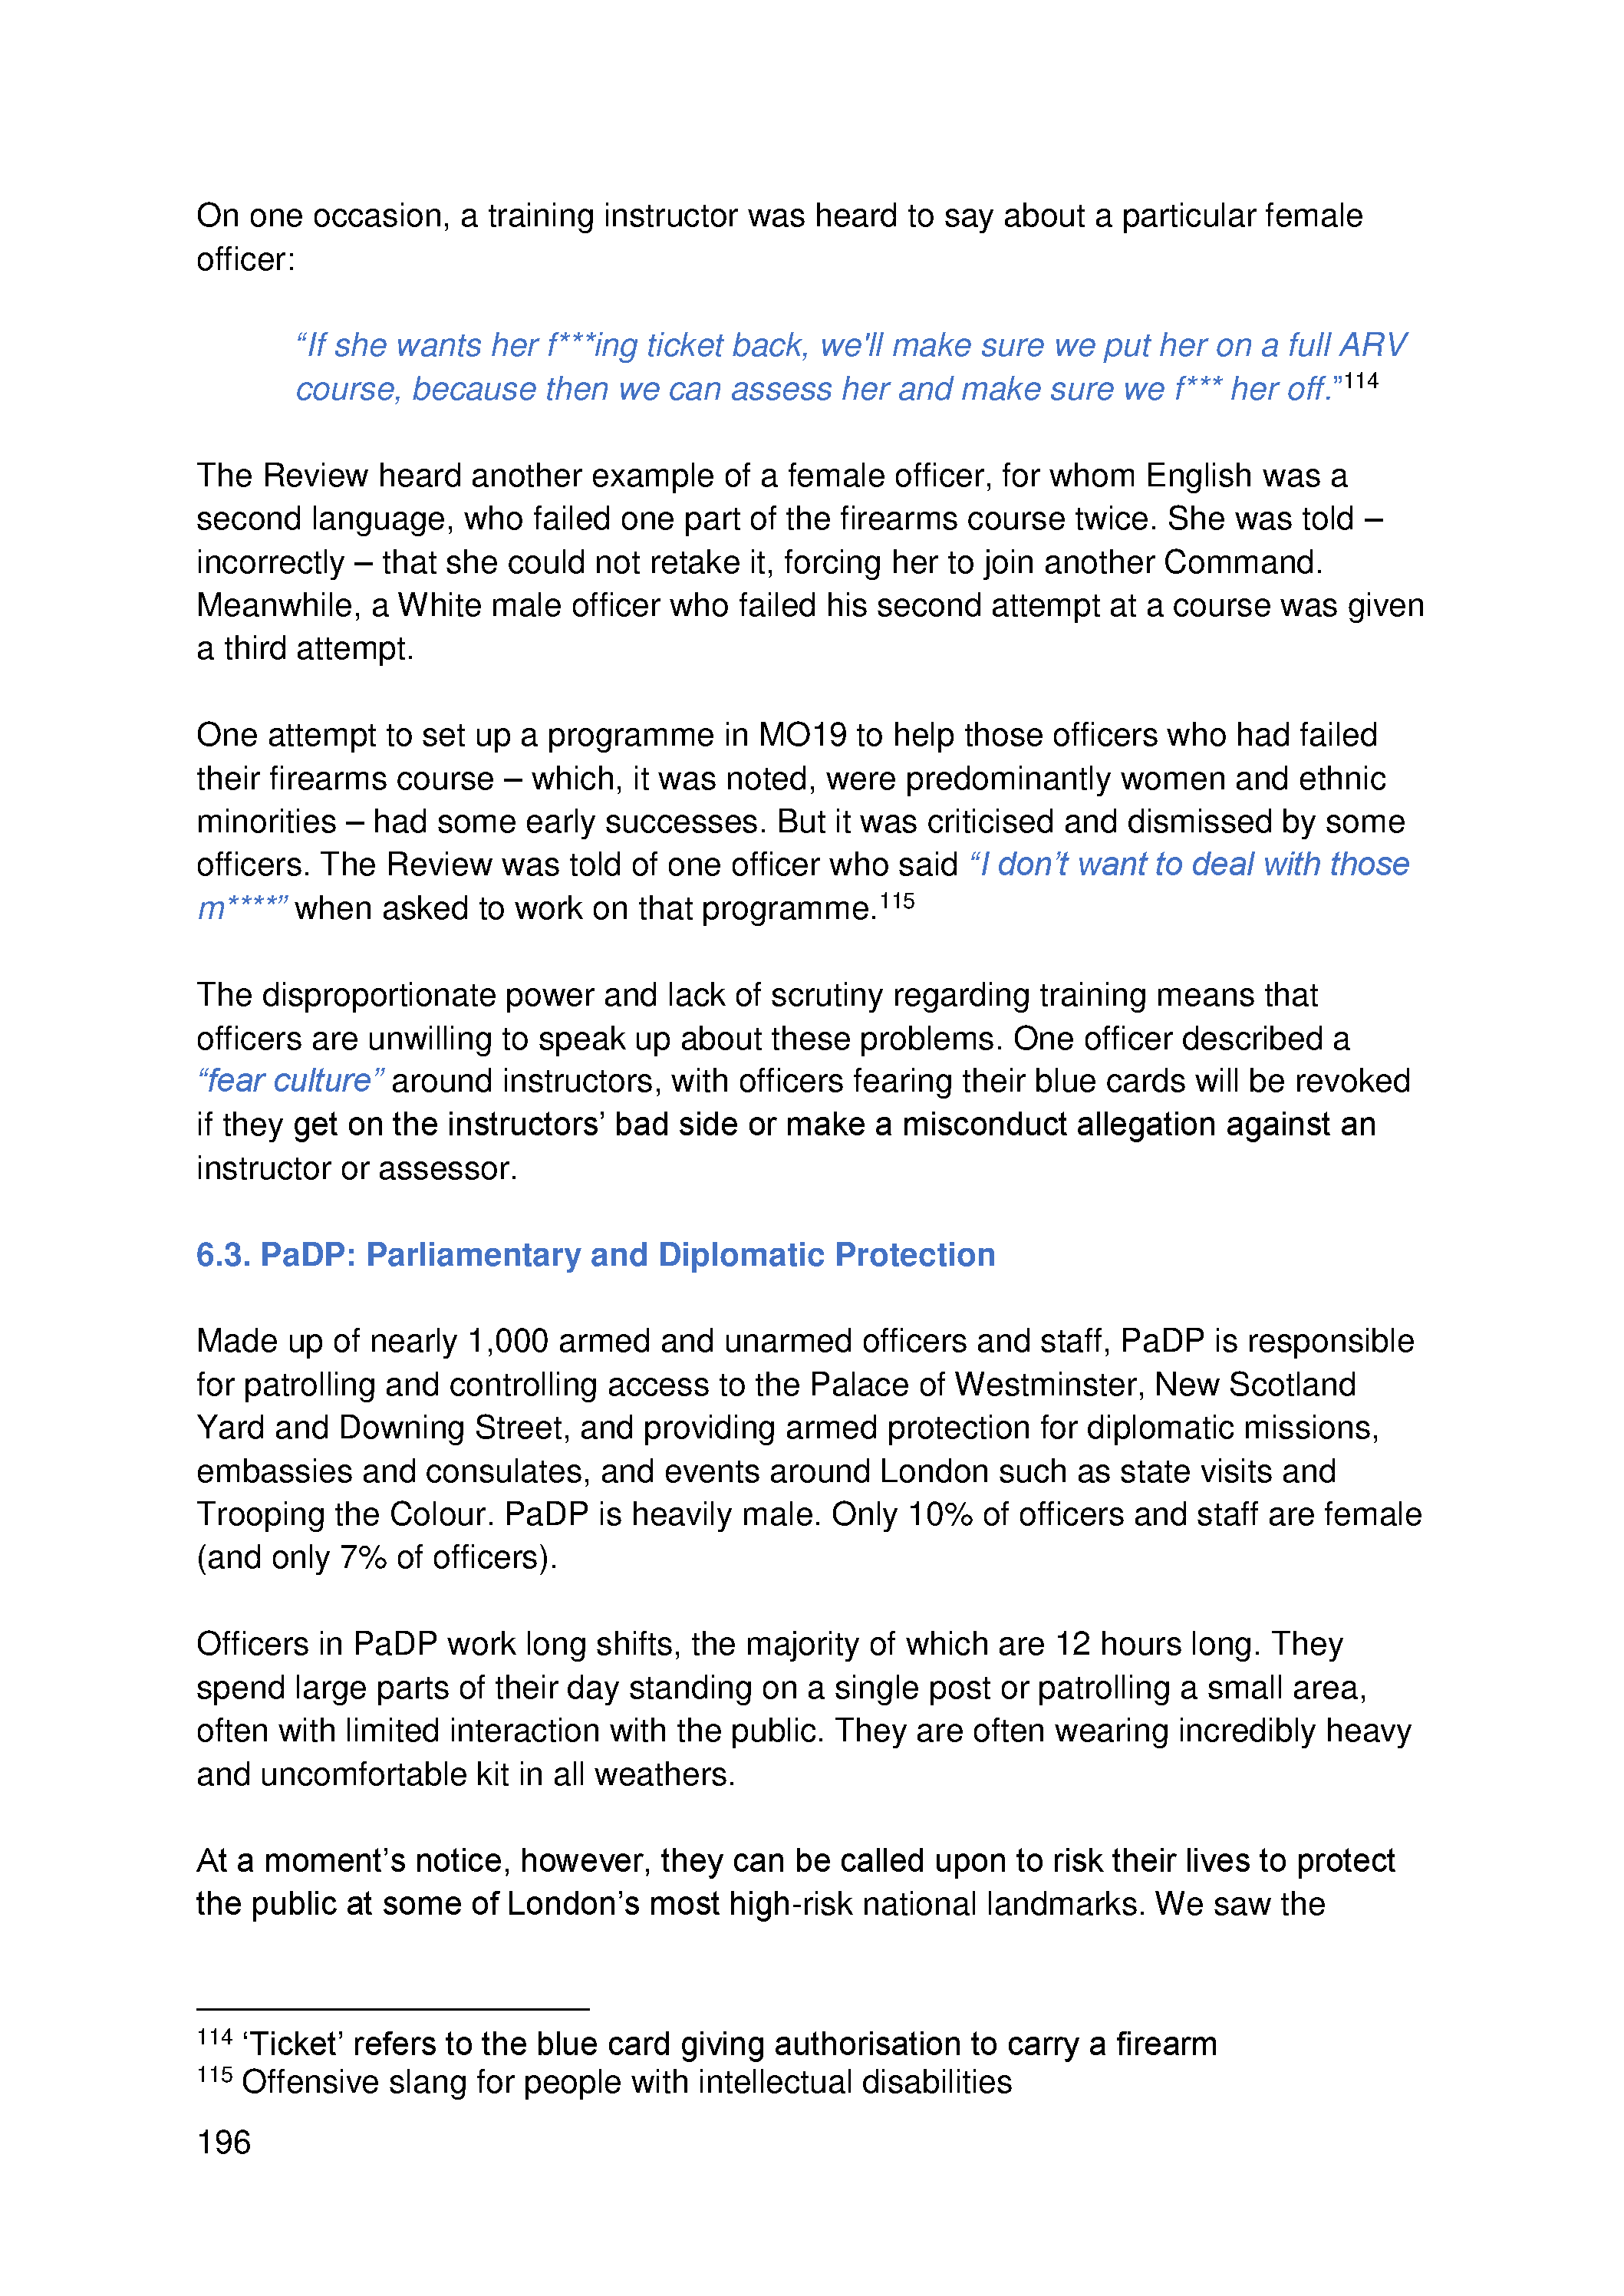 On one occasion, a training instructor was heard to say about a particular female
officer:
“If she wants her f***ing ticket back, we'll make sure we put her on a full ARV
course, because then we can assess her and make sure we f*** her off.”114
The Review heard another example of a female officer, for whom English was a
second language, who failed one part of the firearms course twice. She was told –
incorrectly – that she could not retake it, forcing her to join another Command.
Meanwhile, a White male officer who failed his second attempt at a course was given
a third attempt.
One attempt to set up a programme in MO19 to help those officers who had failed
their firearms course – which, it was noted, were predominantly women and ethnic
minorities – had some early successes. But it was criticised and dismissed by some
officers. The Review was told of one officer who said “I don’t want to deal with those
m****” when asked to work on that programme.115
The disproportionate power and lack of scrutiny regarding training means that
officers are unwilling to speak up about these problems. One officer described a
“fear culture” around instructors, with officers fearing their blue cards will be revoked
if they get on the instructors’ bad side or make a misconduct allegation against an
instructor or assessor.
6.3. PaDP: Parliamentary and Diplomatic Protection
Made up of nearly 1,000 armed and unarmed officers and staff, PaDP is responsible
for patrolling and controlling access to the Palace of Westminster, New Scotland
Yard and Downing Street, and providing armed protection for diplomatic missions,
embassies and consulates, and events around London such as state visits and
Trooping the Colour. PaDP is heavily male. Only 10% of officers and staff are female
(and only 7% of officers).
Officers in PaDP work long shifts, the majority of which are 12 hours long. They
spend large parts of their day standing on a single post or patrolling a small area,
often with limited interaction with the public. They are often wearing incredibly heavy
and uncomfortable kit in all weathers.
At a moment’s notice, however, they can be called upon to risk their lives to protect
the public at some of London’s most high-risk national landmarks. We saw the
114 ‘Ticket’ refers to the blue card giving authorisation to carry a firearm
115 Offensive slang for people with intellectual disabilities
196